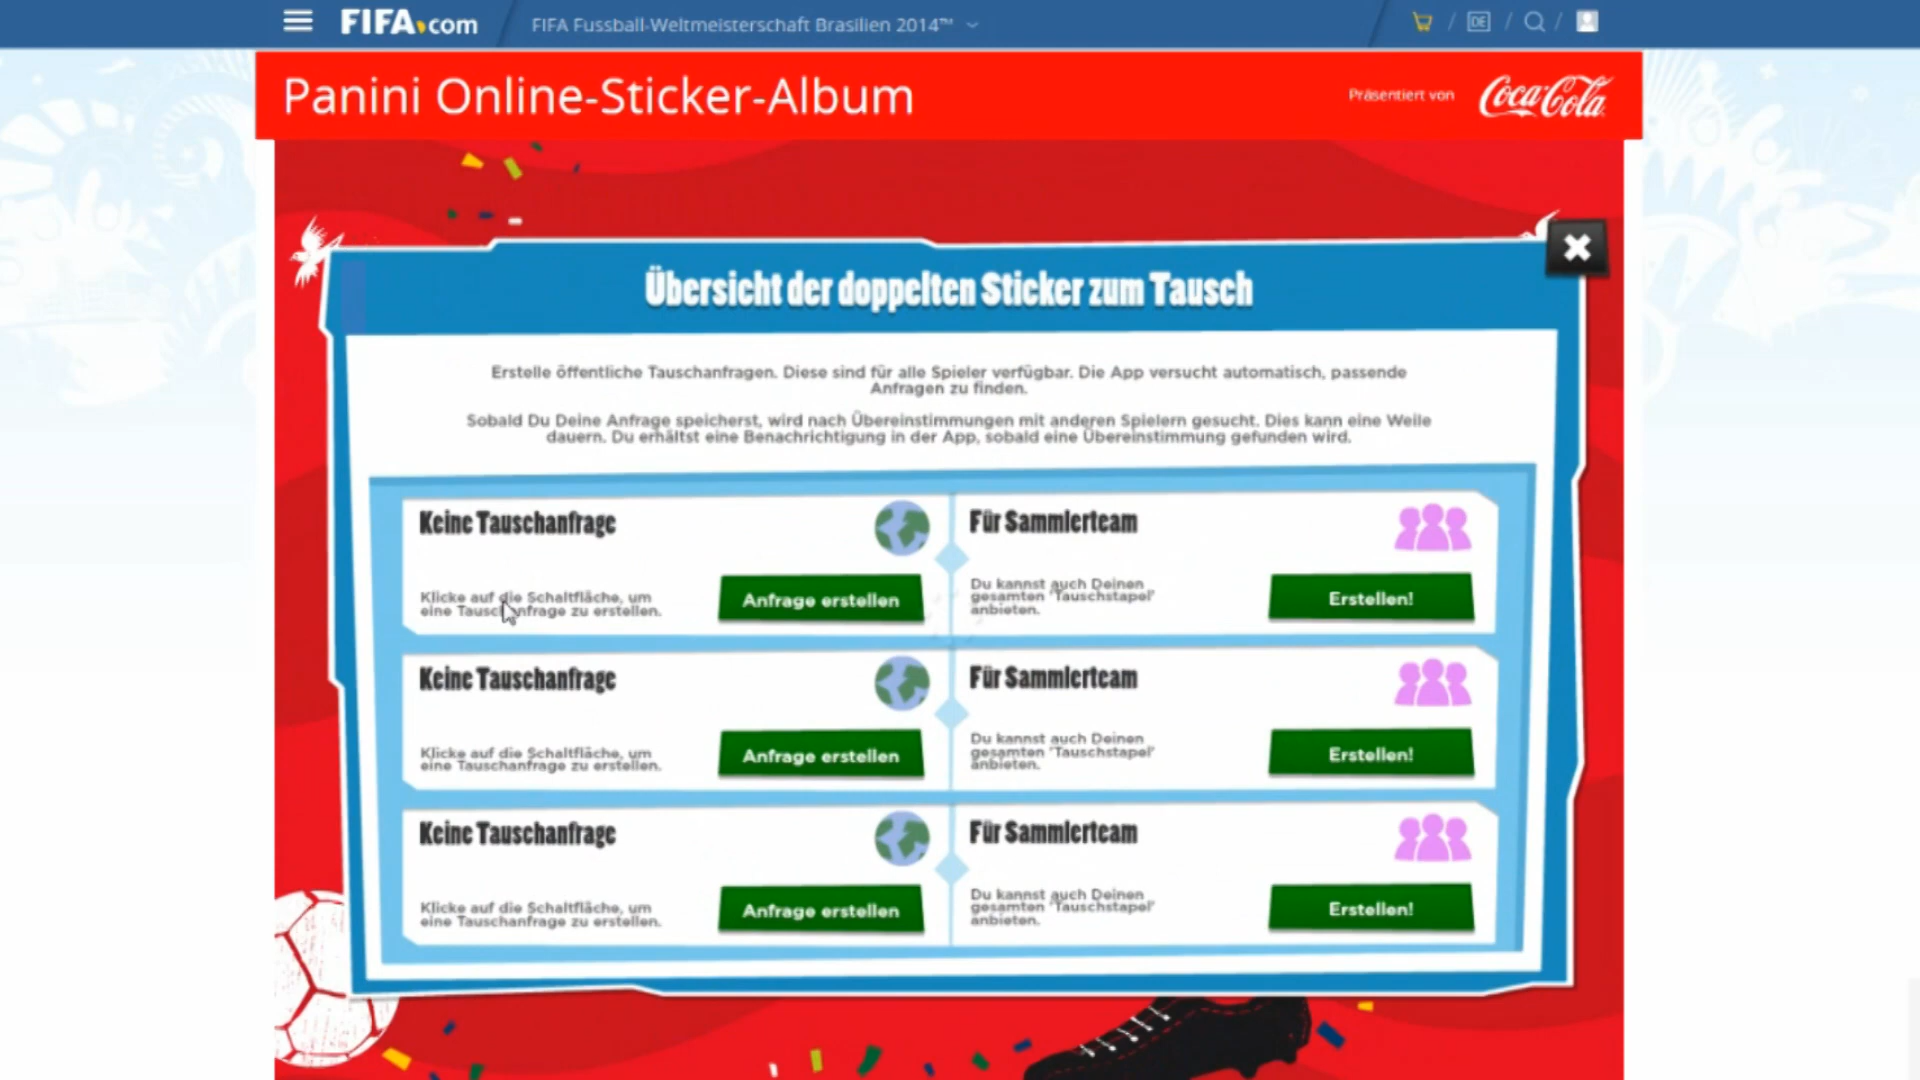 FIFA.com
FIFA Fussball-Weltmeisterschaft Brasilien 2014™
DE
Panini Online-Sticker-Album
Präsentiert von
Coca-Cola
Übersicht der doppelten Sticker zum Tausch
Erstelle öffentliche Tauschanfragen. Diese sind für alle Spieler verfügbar. Die App versucht automatisch, passende
Anfragen zu finden.
Sobald Du Deine Anfrage speicherst, wird nach Übereinstimmungen mit anderen Spielern gesucht. Dies kann eine Weile
dauern. Du erhältst eine Benachrichtigung in der App, sobald eine Übereinstimmung gefunden wird.
Keine Tauschanfrage
Klicke auf die Schaltfläche, um
eine Tauschanfrage zu erstellen.
Anfrage erstellen
Für Sammlerteam
Du kannst auch Deinen
gesamten 'Tauschstapel'
anbieten.
Erstellen!
Keine Tauschanfrage
Klicke auf die Schaltfläche, um
eine Tauschanfrage zu erstellen.
Anfrage erstellen
Für Sammlerteam
Du kannst auch Deinen
gesamten 'Tauschstapel'
anbieten.
Erstellen!
Keine Tauschanfrage
Klicke auf die Schaltfläche, um
eine Tauschanfrage zu erstellen.
Anfrage erstellen
Für Sammlerteam
Du kannst auch Deinen
gesamten 'Tauschstapel'
anbieten.
Erstellen!